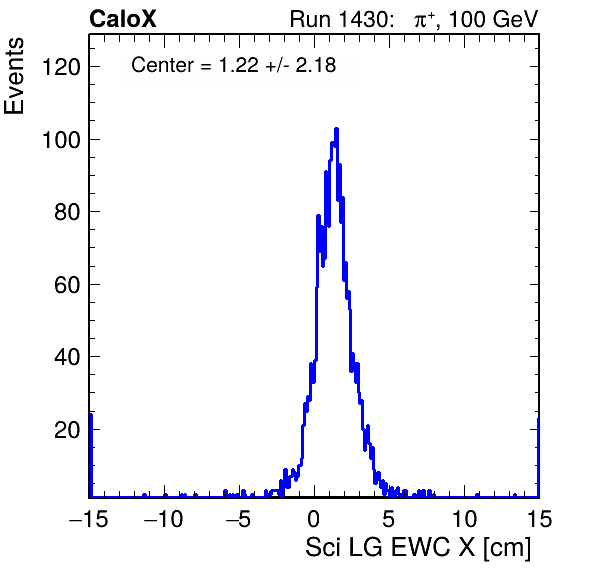 CaloX Run 1430: π⁺, 100 GeV
Events
Center = 1.22 +/- 2.18
120
100
80
60
40
20
−15 −10 −5 0 5 10 15
Sci LG EWC X [cm]